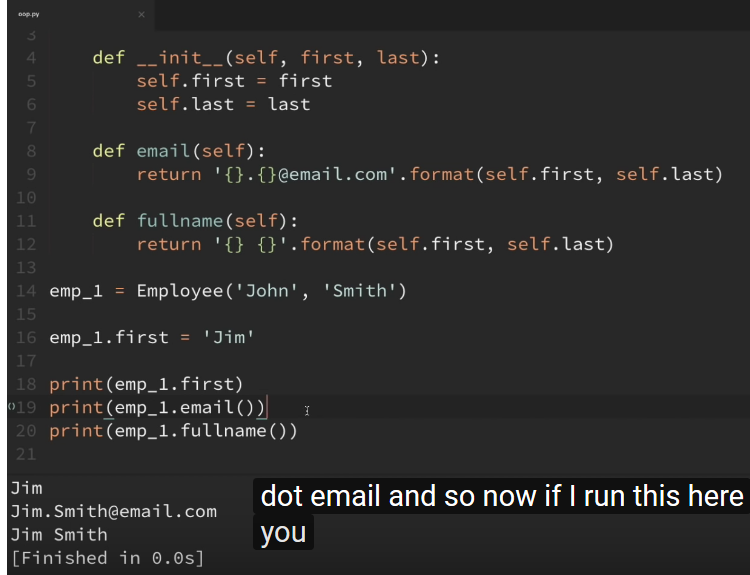 oop.py ×
3
4     def __init__(self, first, last):
5         self.first = first
6         self.last = last
7
8     def email(self):
9         return '{}.{}@email.com'.format(self.first, self.last)
10
11     def fullname(self):
12         return '{} {}'.format(self.first, self.last)
13
14 emp_1 = Employee('John', 'Smith')
15
16 emp_1.first = 'Jim'
17
18 print(emp_1.first)
19 print(emp_1.email())
20 print(emp_1.fullname())
21
Jim
Jim.Smith@email.com
Jim Smith
[Finished in 0.0s]
dot email and so now if I run this here
you